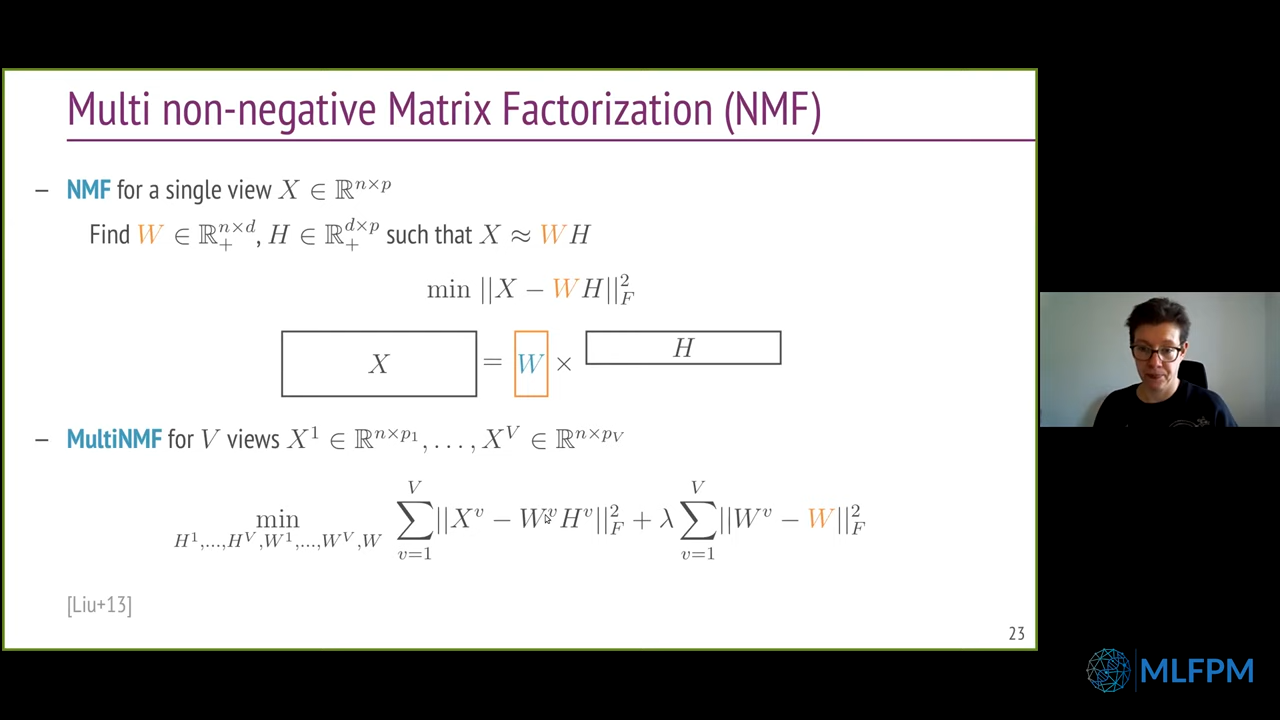 Multi non-negative Matrix Factorization (NMF)
– NMF for a single view X ∈ ℝ^{n×p}
Find W ∈ ℝ_+^{n×d}, H ∈ ℝ_+^{d×p} such that X ≈ WH
min ||X − WH||_F^2
X = W × H
– MultiNMF for V views X^1 ∈ ℝ^{n×p_1}, . . . , X^V ∈ ℝ^{n×p_V}
min_{H^1,...,H^V,W^1,...,W^V,W} ∑_{v=1}^{V} ||X^v − W^v H^v||_F^2 + λ ∑_{v=1}^{V} ||W^v − W||_F^2
[Liu+13]
23
MLFPM